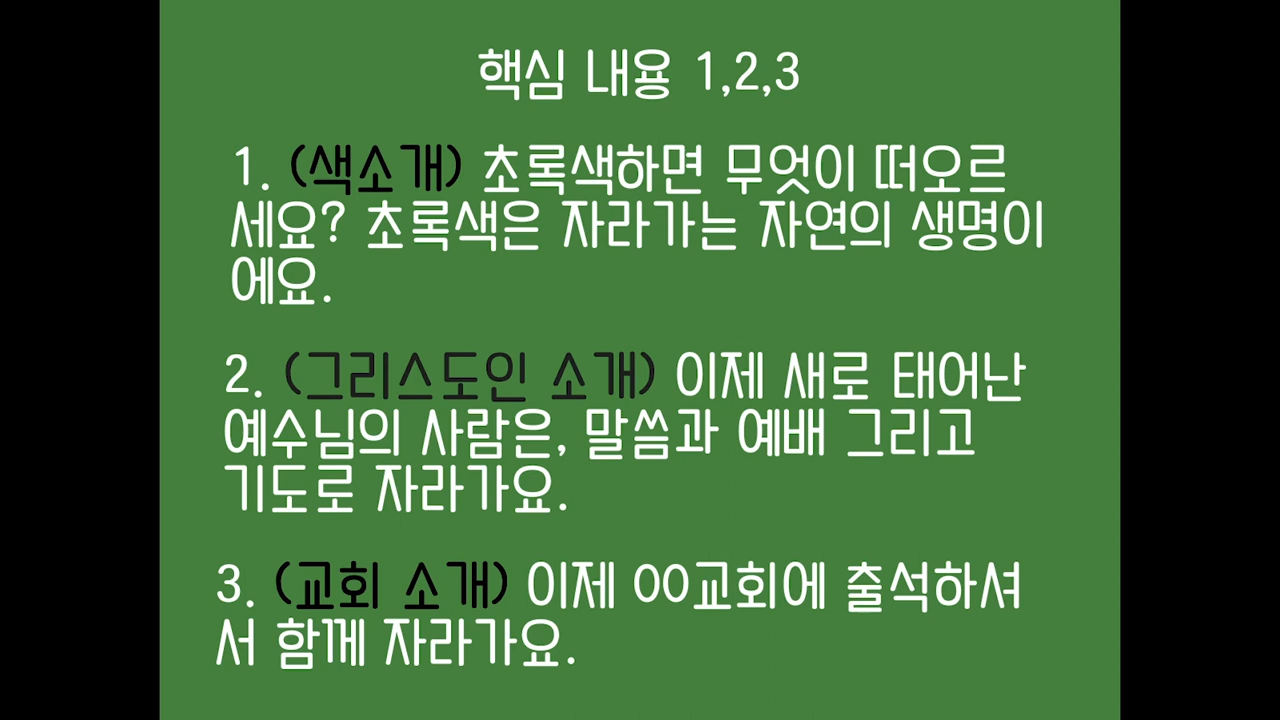 핵심 내용 1,2,3
1. (색소개) 초록색하면 무엇이 떠오르
세요? 초록색은 자라가는 자연의 생명이
에요.
2. (그리스도인 소개) 이제 새로 태어난
예수님의 사람은, 말씀과 예배 그리고
기도로 자라가요.
3. (교회 소개) 이제 00교회에 출석하셔
서 함께 자라가요.